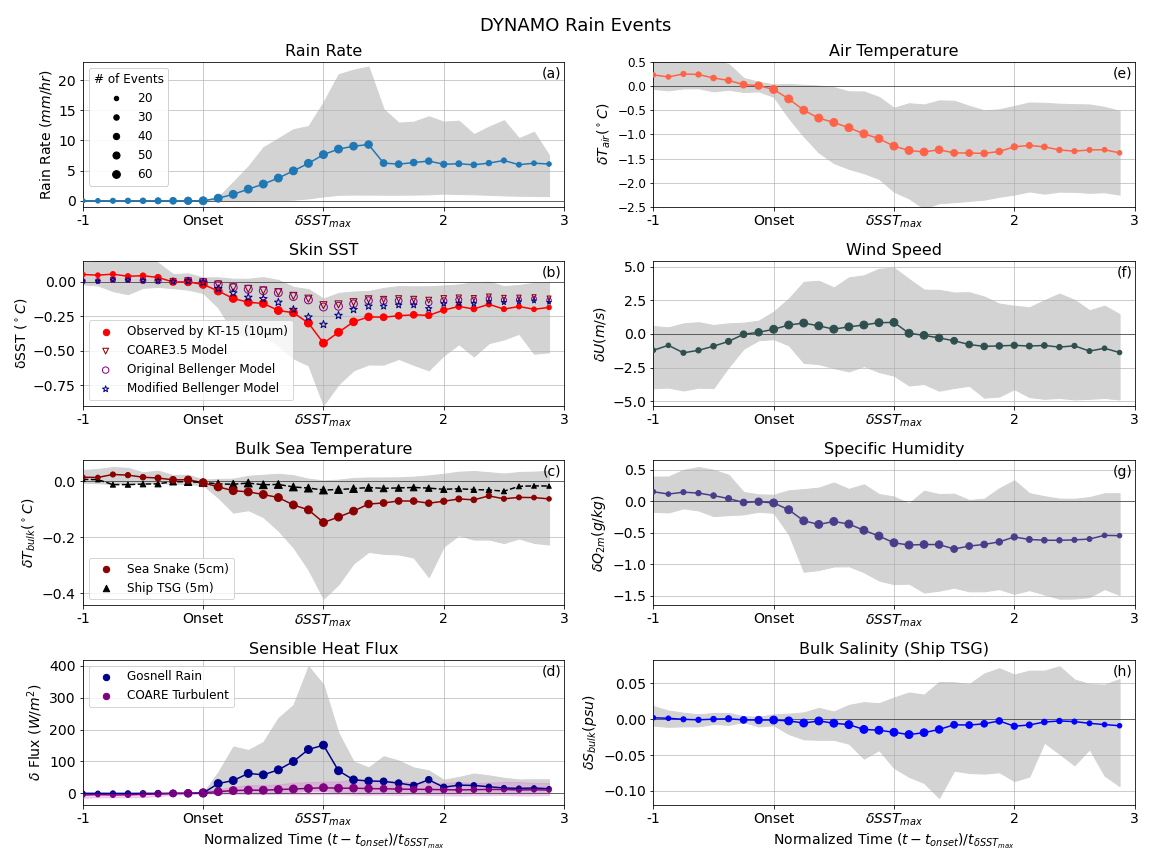 DYNAMO Rain Events
Rain Rate
(a)
Rain Rate (mm/hr)
# of Events
20
30
40
50
60
20
15
10
5
0
-1
Onset
δSST_max
2
3
Skin SST
(b)
δSST (°C)
0.00
−0.25
−0.50
−0.75
Observed by KT-15 (10μm)
COARE3.5 Model
Original Bellenger Model
Modified Bellenger Model
-1
Onset
δSST_max
2
3
Bulk Sea Temperature
(c)
δT_bulk(°C)
0.0
−0.2
−0.4
Sea Snake (5cm)
Ship TSG (5m)
-1
Onset
δSST_max
2
3
Sensible Heat Flux
(d)
δ Flux (W/m²)
400
300
200
100
0
Gosnell Rain
COARE Turbulent
-1
Onset
δSST_max
2
3
Normalized Time (t − t_onset)/t_δSST_max
Air Temperature
(e)
δT_air(°C)
0.5
0.0
−0.5
−1.0
−1.5
−2.0
−2.5
-1
Onset
δSST_max
2
3
Wind Speed
(f)
δU(m/s)
5.0
2.5
0.0
−2.5
−5.0
-1
Onset
δSST_max
2
3
Specific Humidity
(g)
δQ_2m(g/kg)
0.5
0.0
−0.5
−1.0
−1.5
-1
Onset
δSST_max
2
3
Bulk Salinity (Ship TSG)
(h)
δS_bulk(psu)
0.05
0.00
−0.05
−0.10
-1
Onset
δSST_max
2
3
Normalized Time (t − t_onset)/t_δSST_max